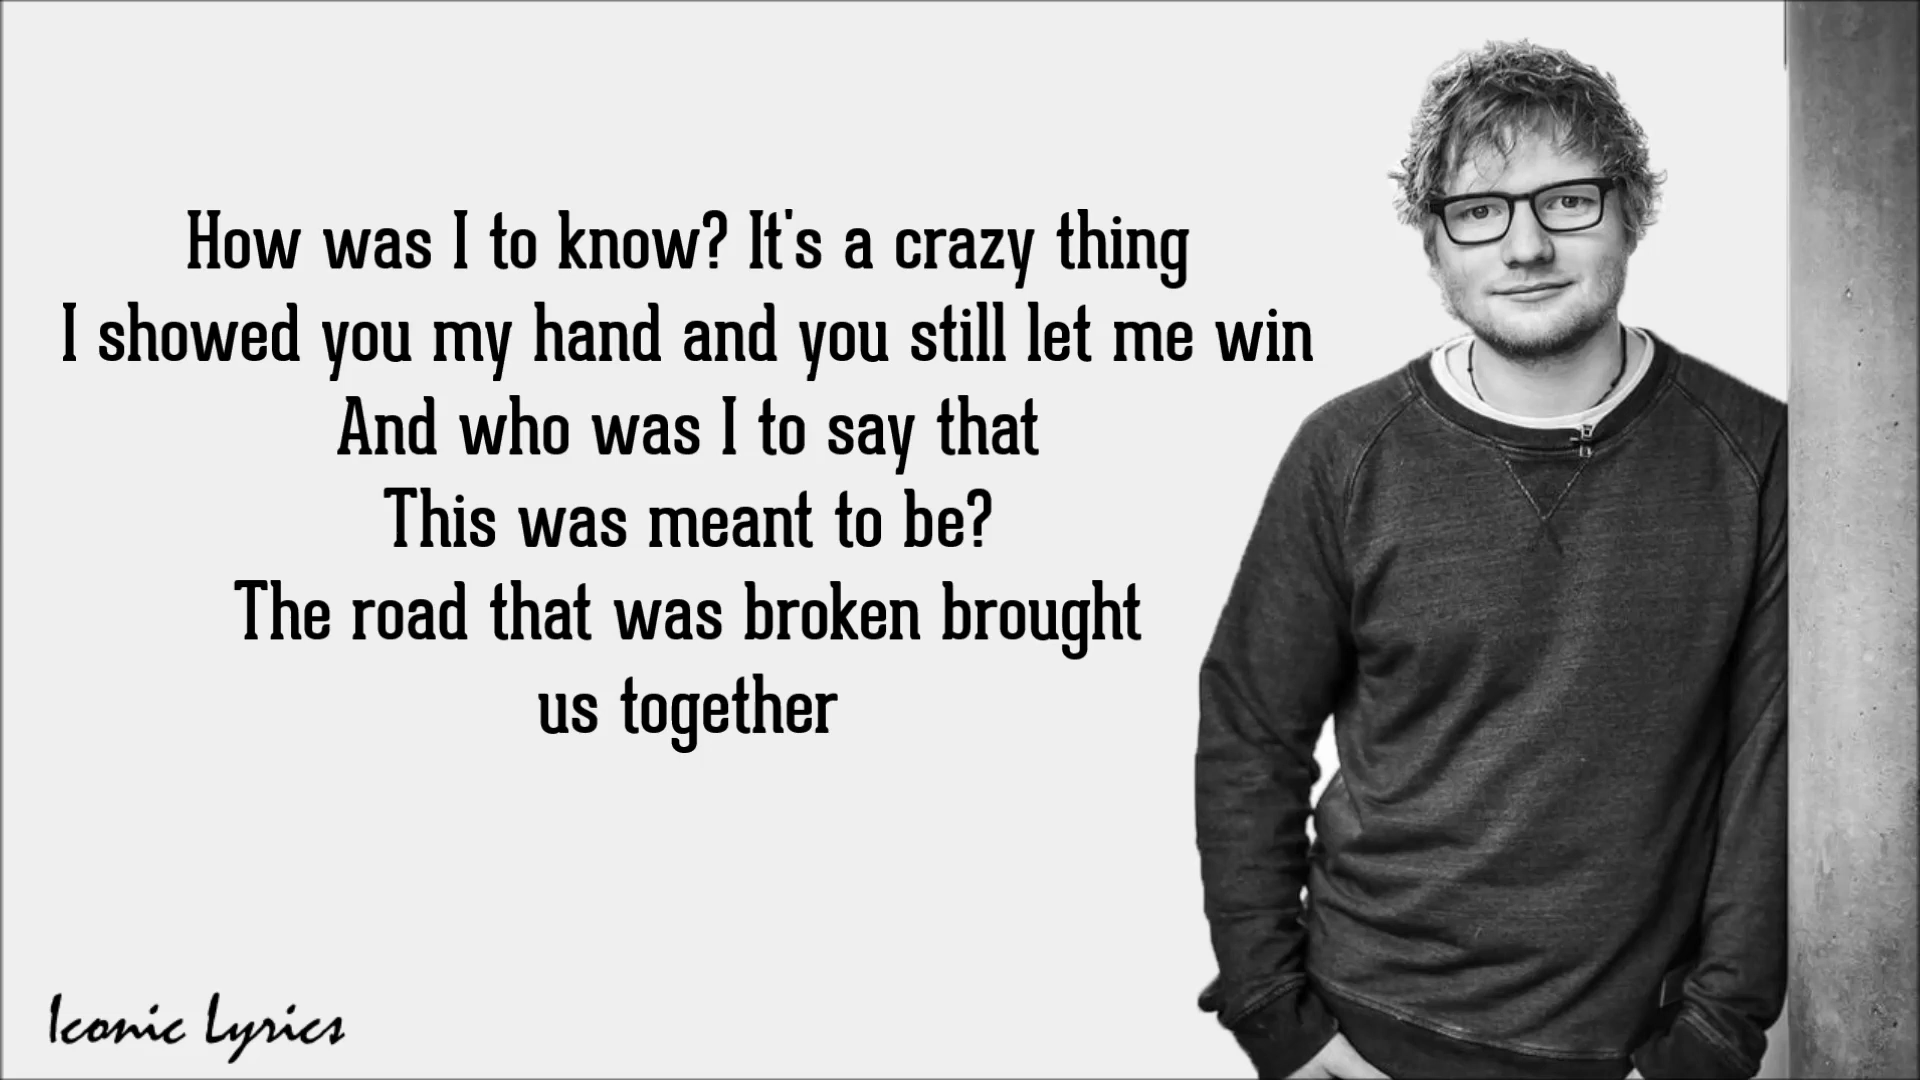 How was I to know? It's a crazy thing
I showed you my hand and you still let me win
And who was I to say that
This was meant to be?
The road that was broken brought
us together
Iconic Lyrics